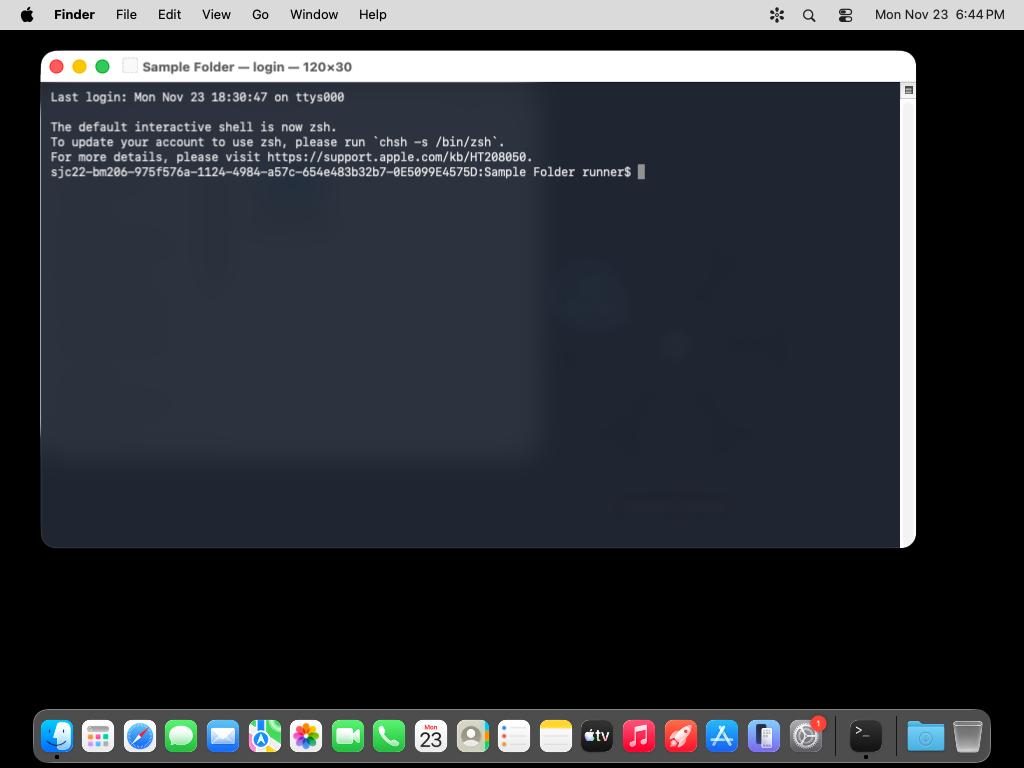 Finder File Edit View Go Window Help Mon Nov 23 6:44 PM
Sample Folder — login — 120×30
Last login: Mon Nov 23 18:30:47 on ttys000
The default interactive shell is now zsh.
To update your account to use zsh, please run `chsh -s /bin/zsh`.
For more details, please visit https://support.apple.com/kb/HT208050.
sjc22-bm206-975f576a-1124-4984-a57c-654e483b32b7-0E5099E4575D:Sample Folder runner$
Mon
23
tv
1
>_